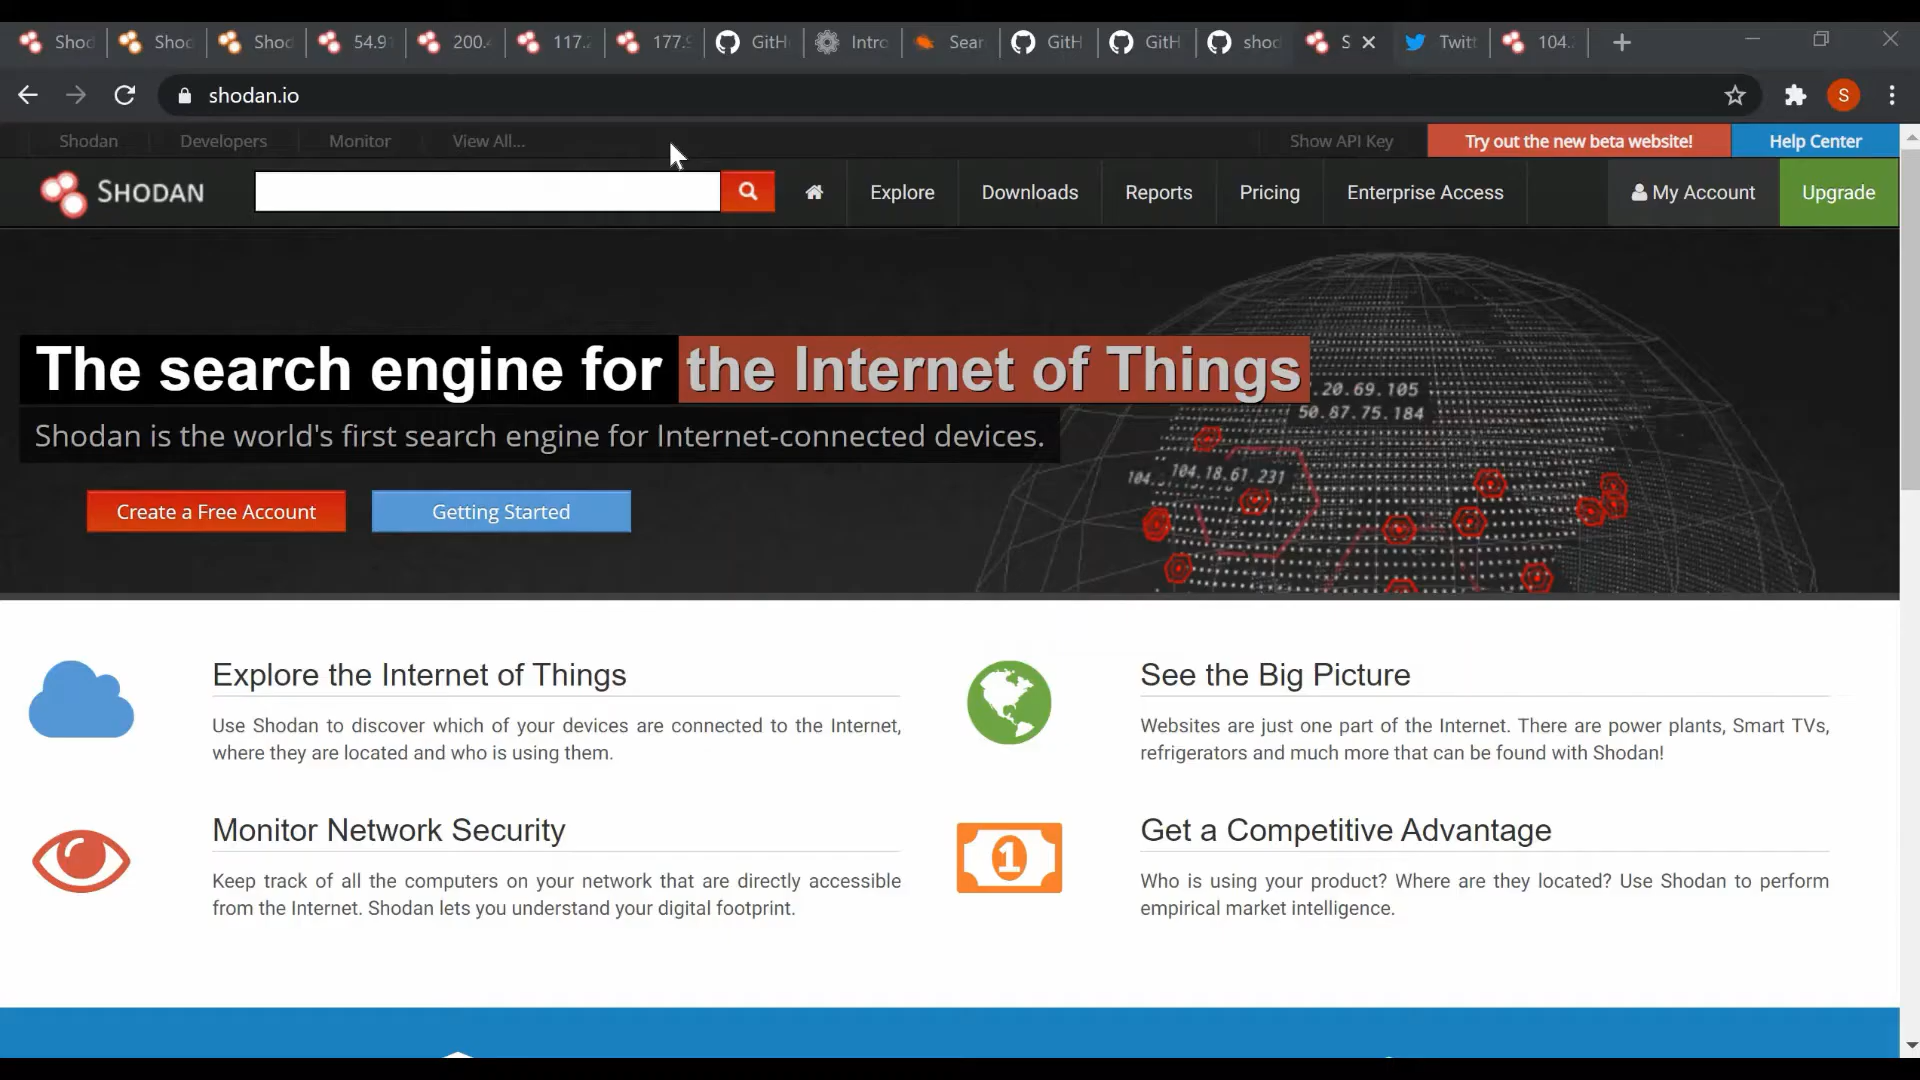 Shod
Shod
Shod
54.9
200.4
117.2
177.9
GitH
Intro
Sear
GitH
GitH
shod
S
Twitt
104.
shodan.io
S
Shodan
Developers
Monitor
View All...
Show API Key
Try out the new beta website!
Help Center
SHODAN
Explore
Downloads
Reports
Pricing
Enterprise Access
My Account
Upgrade
The search engine for the Internet of Things
Shodan is the world's first search engine for Internet-connected devices.
.20.69.105
50.87.75.184
104.18.61.231
104.
Create a Free Account
Getting Started
Explore the Internet of Things
Use Shodan to discover which of your devices are connected to the Internet,
where they are located and who is using them.
See the Big Picture
Websites are just one part of the Internet. There are power plants, Smart TVs,
refrigerators and much more that can be found with Shodan!
Monitor Network Security
Keep track of all the computers on your network that are directly accessible
from the Internet. Shodan lets you understand your digital footprint.
1
Get a Competitive Advantage
Who is using your product? Where are they located? Use Shodan to perform
empirical market intelligence.